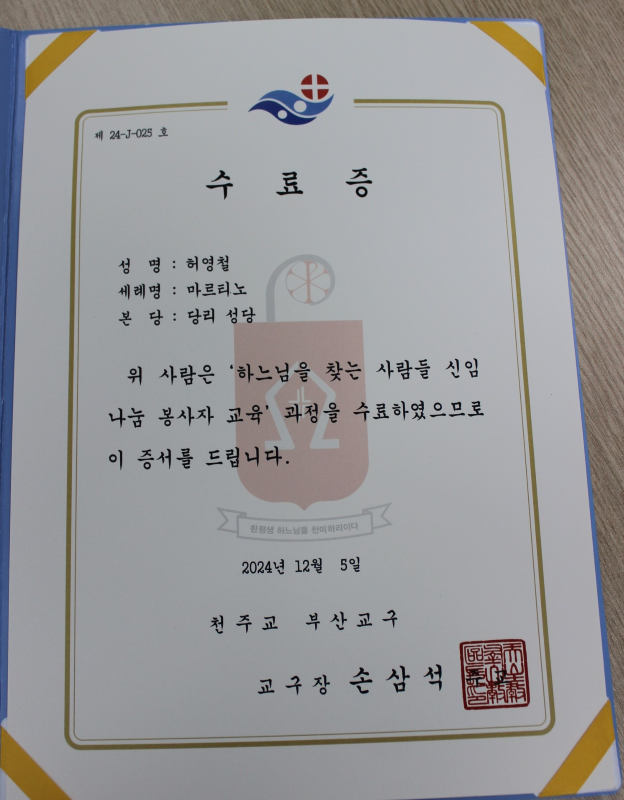 제 24-J-025 호
수 료 증
성 명 : 허영철
세례명 : 마르티노
본 당 : 당리 성당
위 사람은 '하느님을 찾는 사람들 신임
나눔 봉사자 교육' 과정을 수료하였으므로
이 증서를 드립니다.
한평생 하느님을 찬미하리이다
2024년 12월 5일
천주교 부산교구
교구장 손삼석 주교